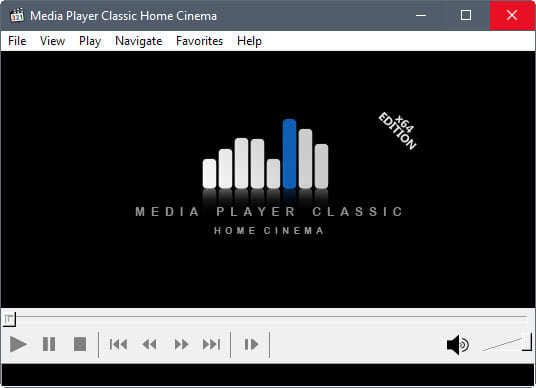 Media Player Classic Home Cinema
File View Play Navigate Favorites Help
x64
EDITION
MEDIA PLAYER CLASSIC
HOME CINEMA